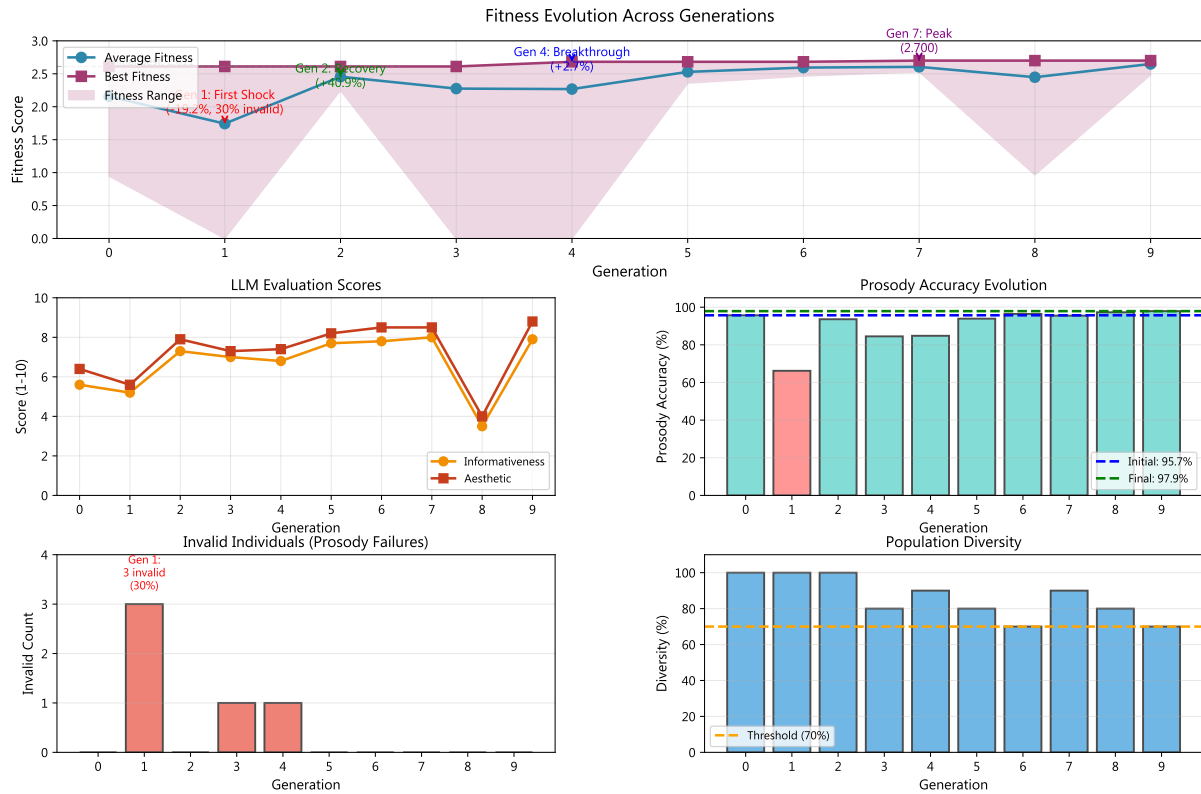 Fitness Evolution Across Generations
Fitness Score
3.0
2.5
2.0
1.5
1.0
0.5
0.0
Average Fitness
Best Fitness
Fitness Range
Gen 1: First Shock
(-19.2%, 30% invalid)
Gen 2: Recovery
(+40.9%)
Gen 4: Breakthrough
(+2.7%)
Gen 7: Peak
(2.700)
0 1 2 3 4 5 6 7 8 9
Generation
LLM Evaluation Scores
Score (1-10)
10
8
6
4
2
0
Informativeness
Aesthetic
0 1 2 3 4 5 6 7 8 9
Generation
Prosody Accuracy Evolution
Prosody Accuracy (%)
100
80
60
40
20
0
Initial: 95.7%
Final: 97.9%
0 1 2 3 4 5 6 7 8 9
Generation
Invalid Individuals (Prosody Failures)
Invalid Count
4
3
2
1
0
Gen 1:
3 invalid
(30%)
0 1 2 3 4 5 6 7 8 9
Generation
Population Diversity
Diversity (%)
100
80
60
40
20
0
Threshold (70%)
0 1 2 3 4 5 6 7 8 9
Generation